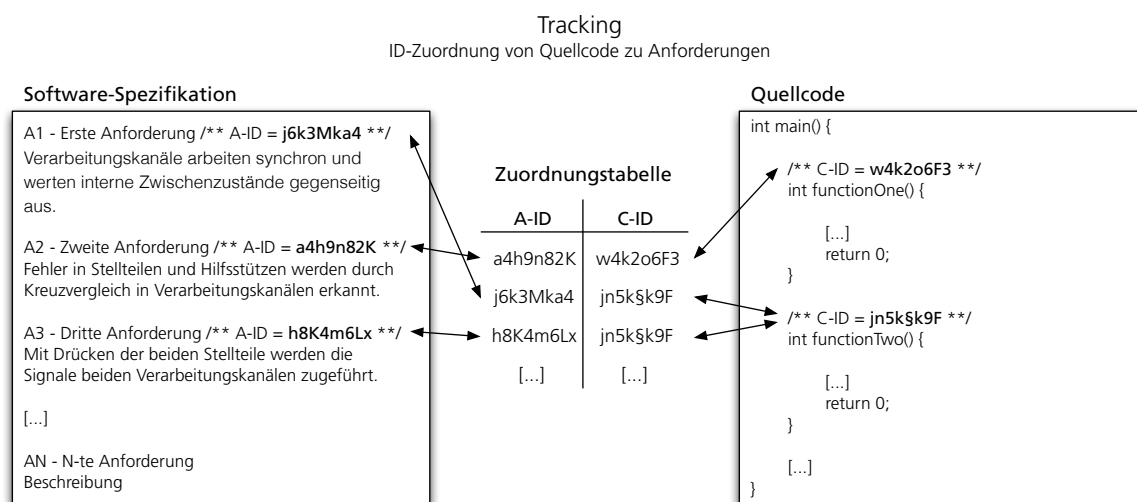 Tracking
ID-Zuordnung von Quellcode zu Anforderungen
Software-Spezifikation
A1 - Erste Anforderung /** A-ID = j6k3Mka4 **/
Verarbeitungskanäle arbeiten synchron und
werten interne Zwischenzustände gegenseitig
aus.
A2 - Zweite Anforderung /** A-ID = a4h9n82K **/
Fehler in Stellteilen und Hilfsstützen werden durch
Kreuzvergleich in Verarbeitungskanälen erkannt.
A3 - Dritte Anforderung /** A-ID = h8K4m6Lx **/
Mit Drücken der beiden Stellteile werden die
Signale beiden Verarbeitungskanälen zugeführt.
[...]
AN - N-te Anforderung
Beschreibung
Zuordnungstabelle
A-ID C-ID
a4h9n82K w4k2o6F3
j6k3Mka4 jn5k§k9F
h8K4m6Lx jn5k§k9F
[...] [...]
Quellcode
int main() {
/** C-ID = w4k2o6F3 **/
int functionOne() {
[...]
return 0;
}
/** C-ID = jn5k§k9F **/
int functionTwo() {
[...]
return 0;
}
[...]
}